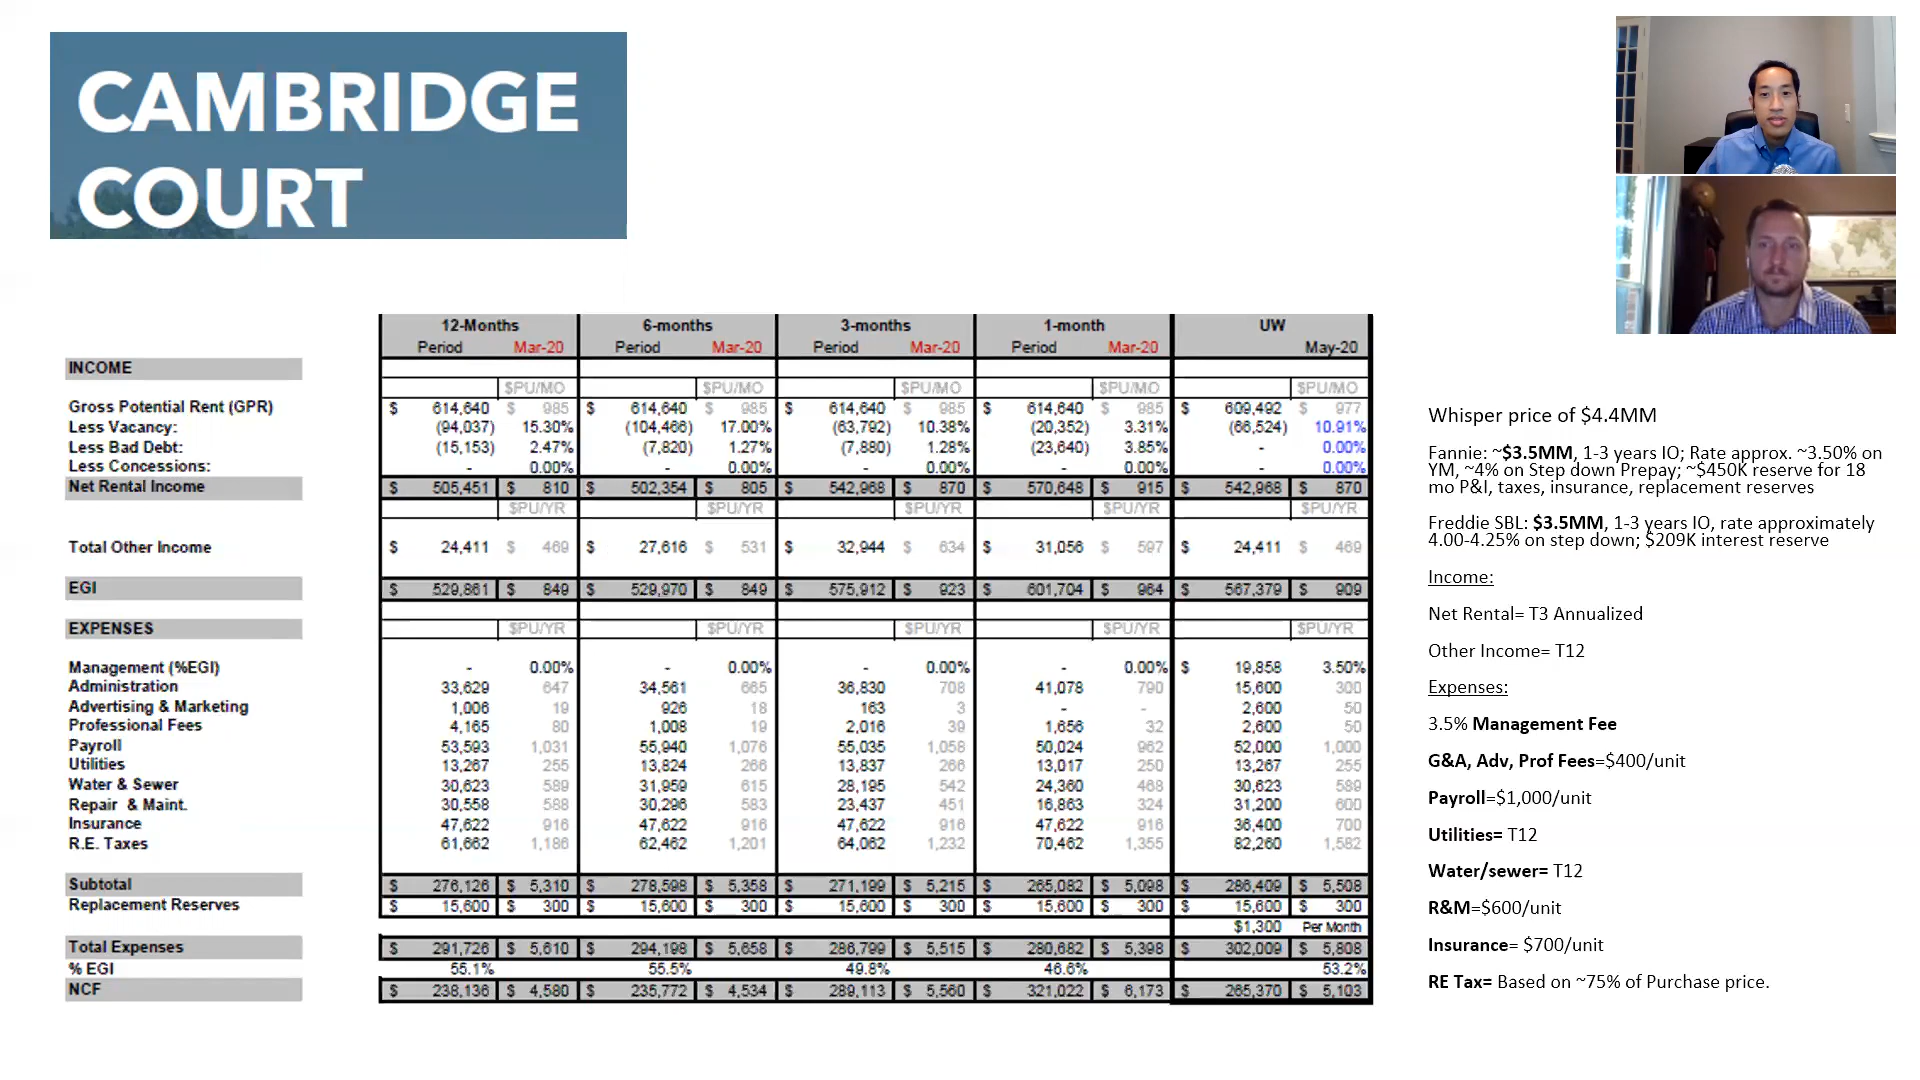 CAMBRIDGE
COURT
12-Months 6-months 3-months 1-month UW
Period Mar-20 Period Mar-20 Period Mar-20 Period Mar-20 May-20
INCOME
$PU/MO $PU/MO $PU/MO $PU/MO $PU/MO
Gross Potential Rent (GPR) $ 614,640 $ 985 $ 614,640 $ 985 $ 614,640 $ 985 $ 614,640 $ 985 $ 609,492 $ 977
Less Vacancy: (94,037) 15.30% (104,466) 17.00% (63,792) 10.38% (20,352) 3.31% (66,524) 10.91%
Less Bad Debt: (15,153) 2.47% (7,820) 1.27% (7,880) 1.28% (23,640) 3.85% - 0.00%
Less Concessions: - 0.00% - 0.00% - 0.00% - 0.00% - 0.00%
Net Rental Income $ 505,451 $ 810 $ 502,354 $ 805 $ 542,968 $ 870 $ 570,648 $ 915 $ 542,968 $ 870
$PU/YR $PU/YR $PU/YR $PU/YR $PU/YR
Total Other Income $ 24,411 $ 469 $ 27,616 $ 531 $ 32,944 $ 634 $ 31,056 $ 597 $ 24,411 $ 469
EGI $ 529,861 $ 849 $ 529,970 $ 849 $ 575,912 $ 923 $ 601,704 $ 964 $ 567,379 $ 909
EXPENSES $PU/YR $PU/YR $PU/YR $PU/YR $PU/YR
Management (%EGI) - 0.00% - 0.00% - 0.00% - 0.00% $ 19,858 3.50%
Administration 33,629 647 34,561 665 36,830 708 41,078 790 15,600 300
Advertising & Marketing 1,006 19 926 18 163 3 - - 2,600 50
Professional Fees 4,165 80 1,008 19 2,016 39 1,656 32 2,600 50
Payroll 53,593 1,031 55,940 1,076 55,035 1,058 50,024 962 52,000 1,000
Utilities 13,267 255 13,824 266 13,837 266 13,017 250 13,267 255
Water & Sewer 30,623 589 31,959 615 28,195 542 24,360 468 30,623 589
Repair & Maint. 30,558 588 30,296 583 23,437 451 16,863 324 31,200 600
Insurance 47,622 916 47,622 916 47,622 916 47,622 916 36,400 700
R.E. Taxes 61,662 1,186 62,462 1,201 64,062 1,232 70,462 1,355 82,260 1,582
Subtotal $ 276,126 $ 5,310 $ 278,598 $ 5,358 $ 271,199 $ 5,215 $ 265,082 $ 5,098 $ 286,409 $ 5,508
Replacement Reserves $ 15,600 $ 300 $ 15,600 $ 300 $ 15,600 $ 300 $ 15,600 $ 300 $ 15,600 $ 300
$1,300 Per Month
Total Expenses $ 291,726 $ 5,610 $ 294,198 $ 5,658 $ 286,799 $ 5,515 $ 280,682 $ 5,398 $ 302,009 $ 5,808
% EGI 55.1% 55.5% 49.8% 46.6% 53.2%
NCF $ 238,136 $ 4,580 $ 235,772 $ 4,534 $ 289,113 $ 5,560 $ 321,022 $ 6,173 $ 265,370 $ 5,103
Whisper price of $4.4MM
Fannie: ~$3.5MM, 1-3 years IO; Rate approx. ~3.50% on
YM, ~4% on Step down Prepay; ~$450K reserve for 18
mo P&I, taxes, insurance, replacement reserves
Freddie SBL: $3.5MM, 1-3 years IO, rate approximately
4.00-4.25% on step down; $209K interest reserve
Income:
Net Rental= T3 Annualized
Other Income= T12
Expenses:
3.5% Management Fee
G&A, Adv, Prof Fees=$400/unit
Payroll=$1,000/unit
Utilities= T12
Water/sewer= T12
R&M=$600/unit
Insurance= $700/unit
RE Tax= Based on ~75% of Purchase price.